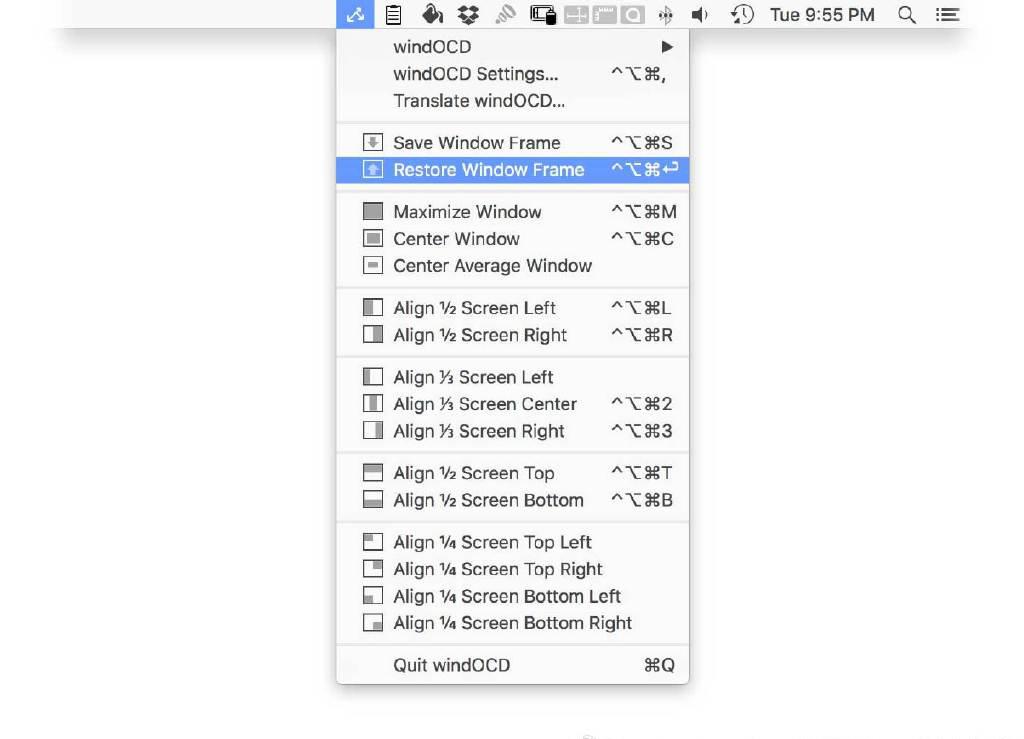 Tue 9:55 PM
windOCD ▶
windOCD Settings... ^⌥⌘,
Translate windOCD...
Save Window Frame ^⌥⌘S
Restore Window Frame ^⌥⌘↩
Maximize Window ^⌥⌘M
Center Window ^⌥⌘C
Center Average Window
Align ½ Screen Left ^⌥⌘L
Align ½ Screen Right ^⌥⌘R
Align ⅓ Screen Left
Align ⅓ Screen Center ^⌥⌘2
Align ⅓ Screen Right ^⌥⌘3
Align ½ Screen Top ^⌥⌘T
Align ½ Screen Bottom ^⌥⌘B
Align ¼ Screen Top Left
Align ¼ Screen Top Right
Align ¼ Screen Bottom Left
Align ¼ Screen Bottom Right
Quit windOCD ⌘Q